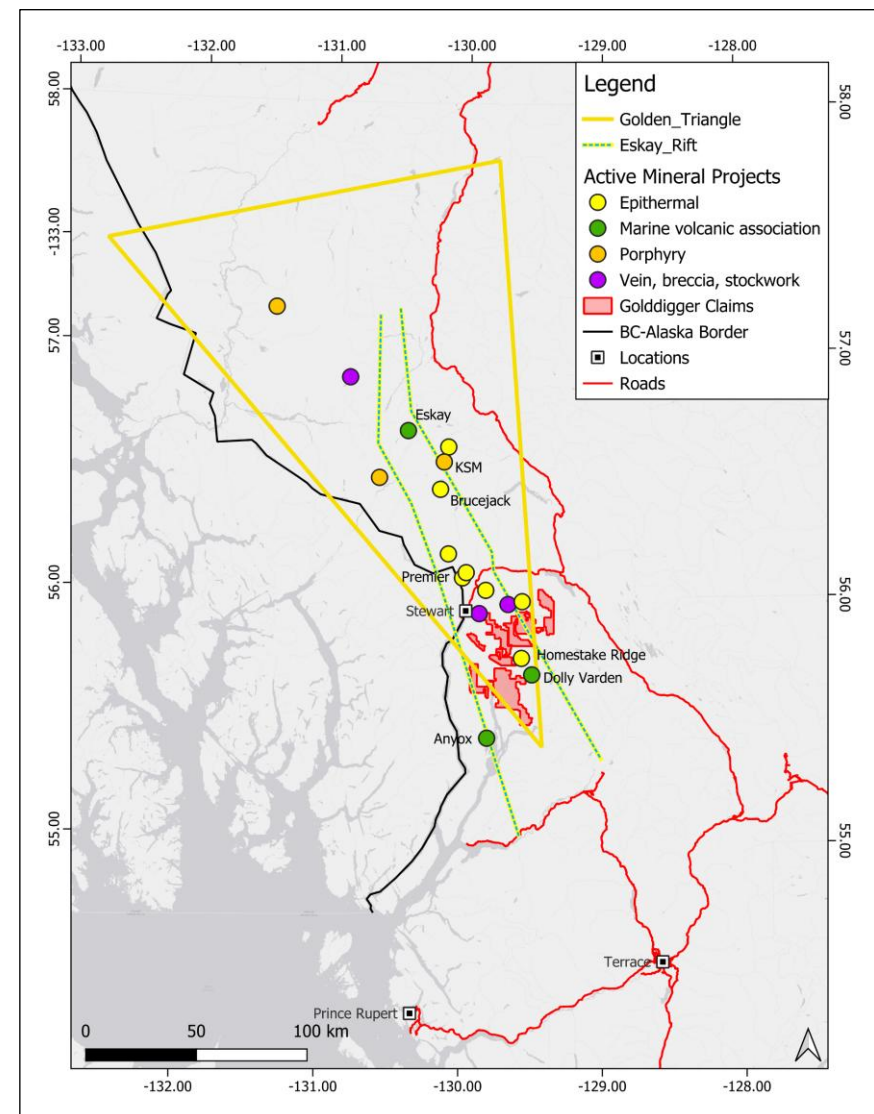 -133.00 -132.00 -131.00 -130.00 -129.00 -128.00
58.00
-133.00
57.00
56.00
55.00
58.00
57.00
56.00
55.00
Legend
Golden_Triangle
Eskay_Rift
Active Mineral Projects
Epithermal
Marine volcanic association
Porphyry
Vein, breccia, stockwork
Golddigger Claims
BC-Alaska Border
Locations
Roads
Eskay
KSM
Brucejack
Premier
Stewart
Homestake Ridge
Dolly Varden
Anyox
Terrace
Prince Rupert
0 50 100 km
-132.00 -131.00 -130.00 -129.00 -128.00